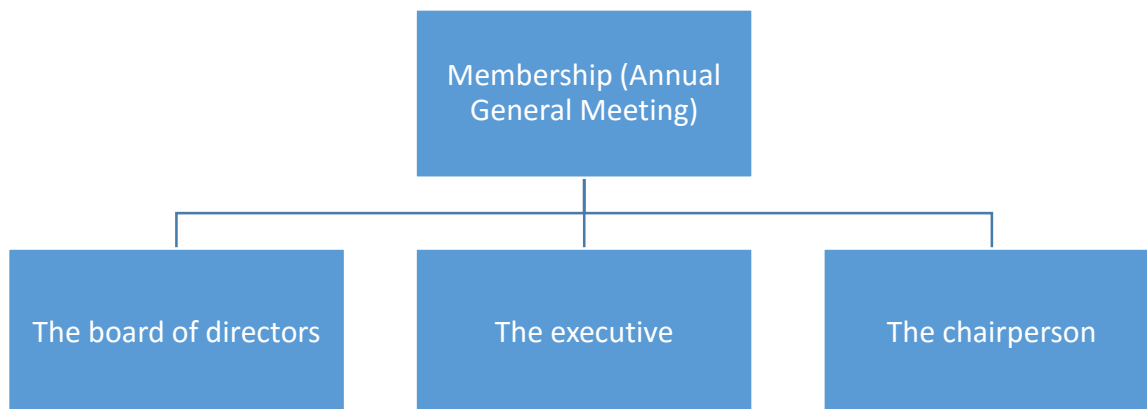 Membership (Annual
General Meeting)
The board of directors
The executive
The chairperson